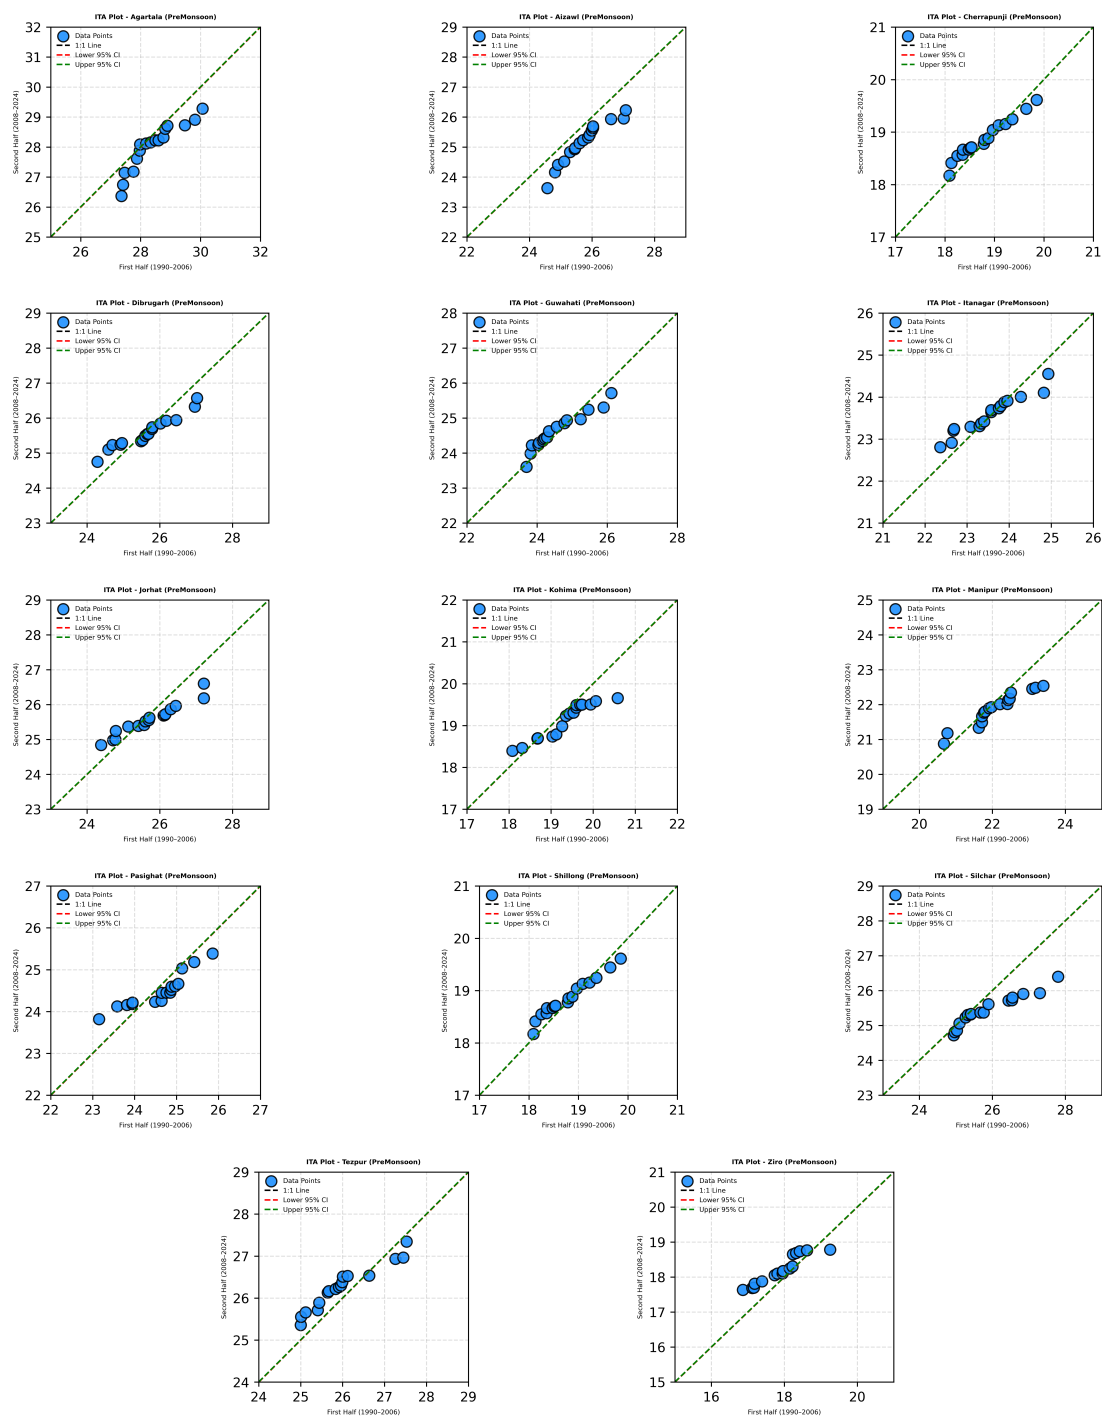 ITA Plot - Agartala (PreMonsoon)
Data Points
1:1 Line
Lower 95% CI
Upper 95% CI
Second Half (2008–2024)
32
31
30
29
28
27
26
25
26
28
30
32
First Half (1990–2006)
ITA Plot - Aizawl (PreMonsoon)
Data Points
1:1 Line
Lower 95% CI
Upper 95% CI
Second Half (2008–2024)
29
28
27
26
25
24
23
22
22
24
26
28
First Half (1990–2006)
ITA Plot - Cherrapunji (PreMonsoon)
Data Points
1:1 Line
Lower 95% CI
Upper 95% CI
Second Half (2008–2024)
21
20
19
18
17
17
18
19
20
21
First Half (1990–2006)
ITA Plot - Dibrugarh (PreMonsoon)
Data Points
1:1 Line
Lower 95% CI
Upper 95% CI
Second Half (2008–2024)
29
28
27
26
25
24
23
24
26
28
First Half (1990–2006)
ITA Plot - Guwahati (PreMonsoon)
Data Points
1:1 Line
Lower 95% CI
Upper 95% CI
Second Half (2008–2024)
28
27
26
25
24
23
22
22
24
26
28
First Half (1990–2006)
ITA Plot - Itanagar (PreMonsoon)
Data Points
1:1 Line
Lower 95% CI
Upper 95% CI
Second Half (2008–2024)
26
25
24
23
22
21
21
22
23
24
25
26
First Half (1990–2006)
ITA Plot - Jorhat (PreMonsoon)
Data Points
1:1 Line
Lower 95% CI
Upper 95% CI
Second Half (2008–2024)
29
28
27
26
25
24
23
24
26
28
First Half (1990–2006)
ITA Plot - Kohima (PreMonsoon)
Data Points
1:1 Line
Lower 95% CI
Upper 95% CI
Second Half (2008–2024)
22
21
20
19
18
17
17
18
19
20
21
22
First Half (1990–2006)
ITA Plot - Manipur (PreMonsoon)
Data Points
1:1 Line
Lower 95% CI
Upper 95% CI
Second Half (2008–2024)
25
24
23
22
21
20
19
20
22
24
First Half (1990–2006)
ITA Plot - Pasighat (PreMonsoon)
Data Points
1:1 Line
Lower 95% CI
Upper 95% CI
Second Half (2008–2024)
27
26
25
24
23
22
22
23
24
25
26
27
First Half (1990–2006)
ITA Plot - Shillong (PreMonsoon)
Data Points
1:1 Line
Lower 95% CI
Upper 95% CI
Second Half (2008–2024)
21
20
19
18
17
17
18
19
20
21
First Half (1990–2006)
ITA Plot - Silchar (PreMonsoon)
Data Points
1:1 Line
Lower 95% CI
Upper 95% CI
Second Half (2008–2024)
29
28
27
26
25
24
23
24
26
28
First Half (1990–2006)
ITA Plot - Tezpur (PreMonsoon)
Data Points
1:1 Line
Lower 95% CI
Upper 95% CI
Second Half (2008–2024)
29
28
27
26
25
24
24
25
26
27
28
29
First Half (1990–2006)
ITA Plot - Ziro (PreMonsoon)
Data Points
1:1 Line
Lower 95% CI
Upper 95% CI
Second Half (2008–2024)
21
20
19
18
17
16
15
16
18
20
First Half (1990–2006)